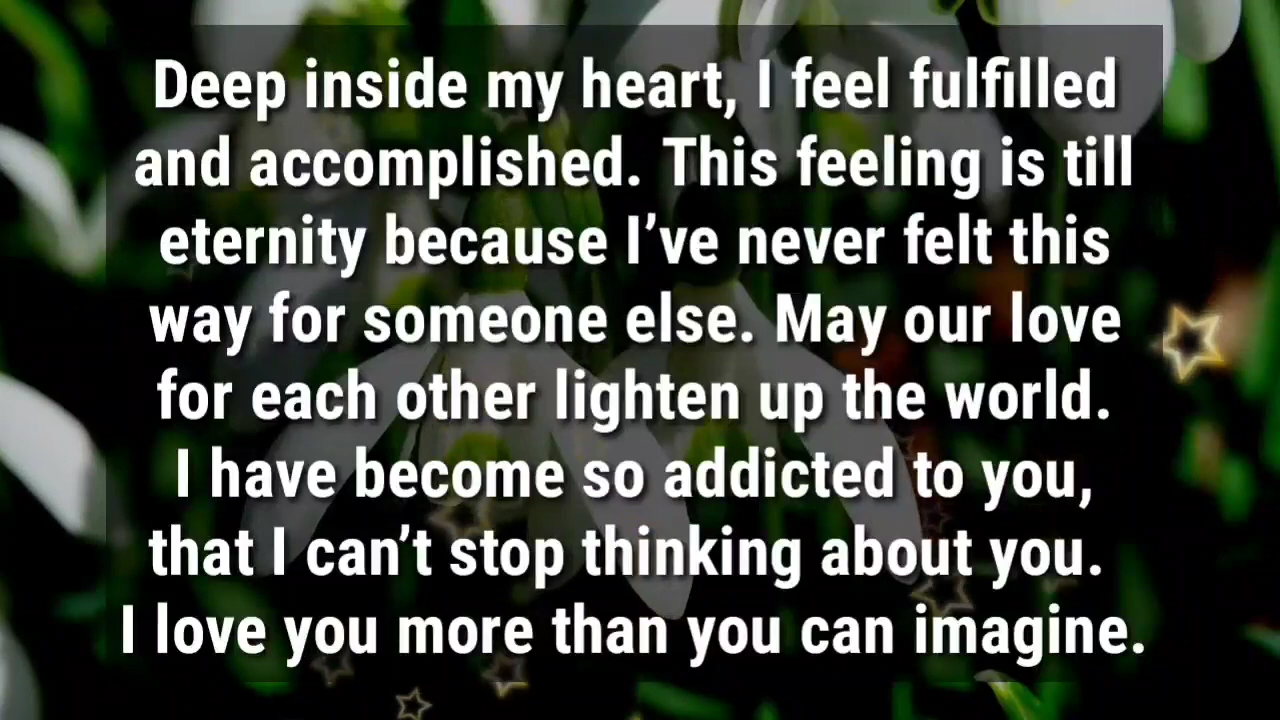 Deep inside my heart, I feel fulfilled
and accomplished. This feeling is till
eternity because I’ve never felt this
way for someone else. May our love
for each other lighten up the world.
I have become so addicted to you,
that I can’t stop thinking about you.
I love you more than you can imagine.